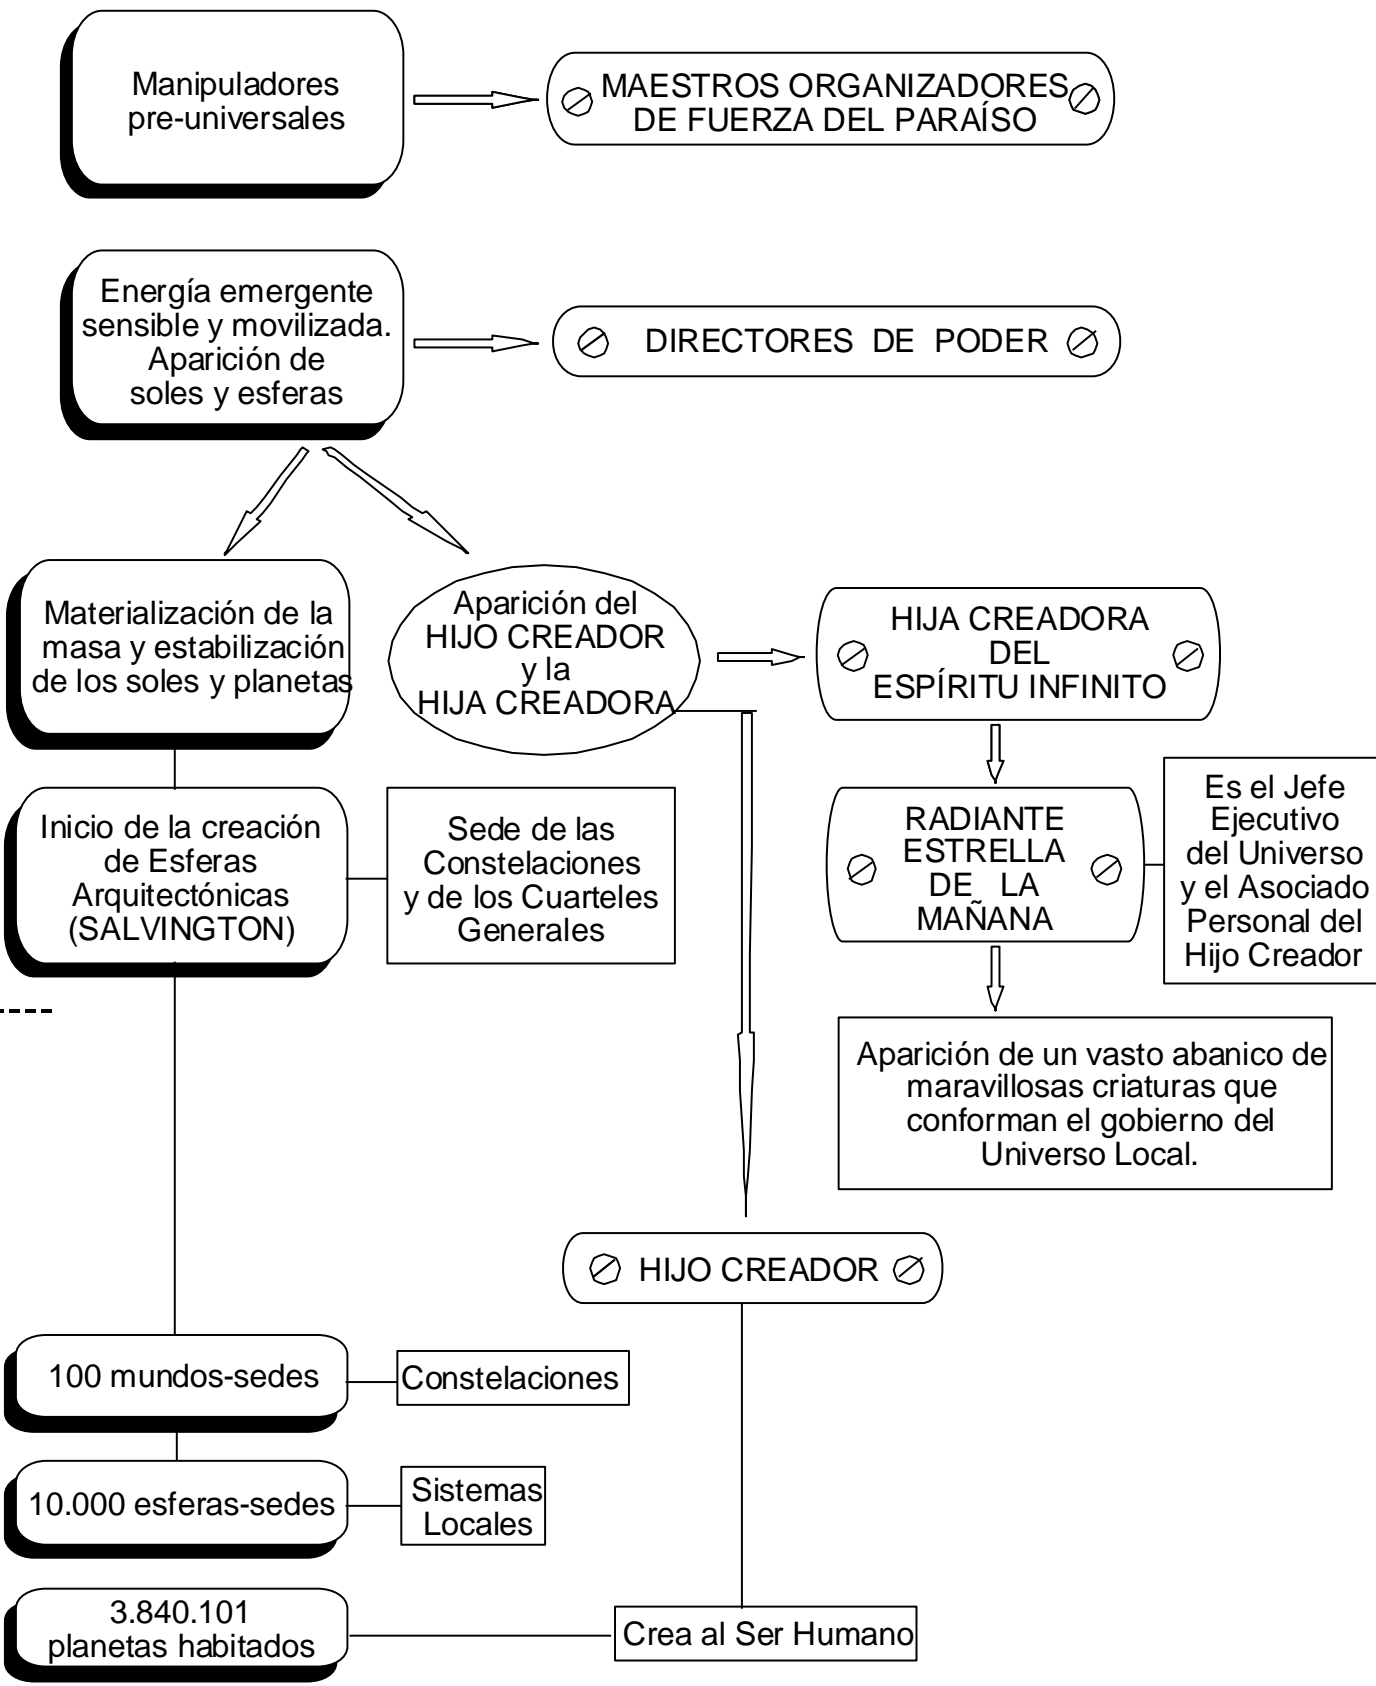 Manipuladores
pre-universales
MAESTROS ORGANIZADORES
DE FUERZA DEL PARAÍSO
Energía emergente
sensible y movilizada.
Aparición de
soles y esferas
DIRECTORES DE PODER
Materialización de la
masa y estabilización
de los soles y planetas
Aparición del
HIJO CREADOR
y la
HIJA CREADORA
HIJA CREADORA
DEL
ESPÍRITU INFINITO
Inicio de la creación
de Esferas
Arquitectónicas
(SALVINGTON)
Sede de las
Constelaciones
y de los Cuarteles
Generales
RADIANTE
ESTRELLA
DE LA
MAÑANA
Es el Jefe
Ejecutivo
del Universo
y el Asociado
Personal del
Hijo Creador
Aparición de un vasto abanico de
maravillosas criaturas que
conforman el gobierno del
Universo Local.
HIJO CREADOR
100 mundos-sedes
Constelaciones
10.000 esferas-sedes
Sistemas
Locales
3.840.101
planetas habitados
Crea al Ser Humano